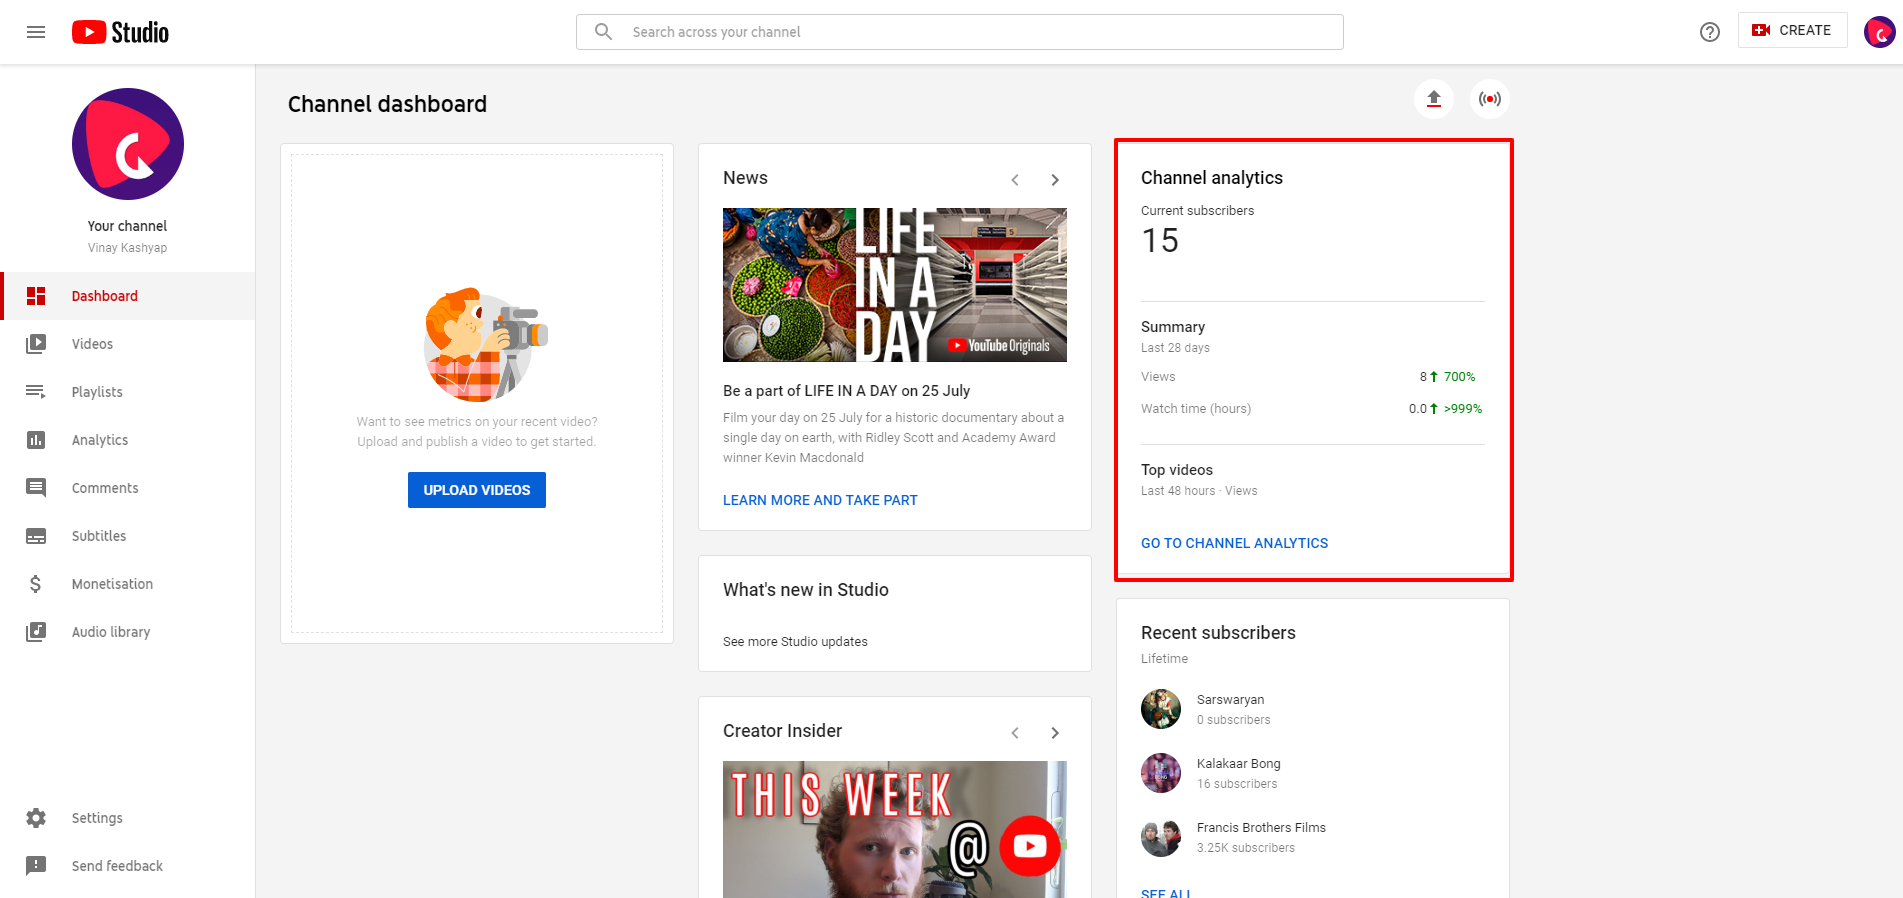 Studio
Search across your channel
CREATE
Your channel
Vinay Kashyap
Dashboard
Videos
Playlists
Analytics
Comments
Subtitles
Monetisation
Audio library
Settings
Send feedback
Channel dashboard
Want to see metrics on your recent video?
Upload and publish a video to get started.
UPLOAD VIDEOS
News
LIFE
IN A
DAY
5
YouTube Originals
Be a part of LIFE IN A DAY on 25 July
Film your day on 25 July for a historic documentary about a
single day on earth, with Ridley Scott and Academy Award
winner Kevin Macdonald
LEARN MORE AND TAKE PART
What's new in Studio
See more Studio updates
Creator Insider
THIS WEEK
@
Channel analytics
Current subscribers
15
Summary
Last 28 days
Views 8 700%
Watch time (hours) 0.0 >999%
Top videos
Last 48 hours · Views
GO TO CHANNEL ANALYTICS
Recent subscribers
Lifetime
Sarswaryan
0 subscribers
Kalakaar Bong
16 subscribers
Francis Brothers Films
3.25K subscribers
SEE ALL